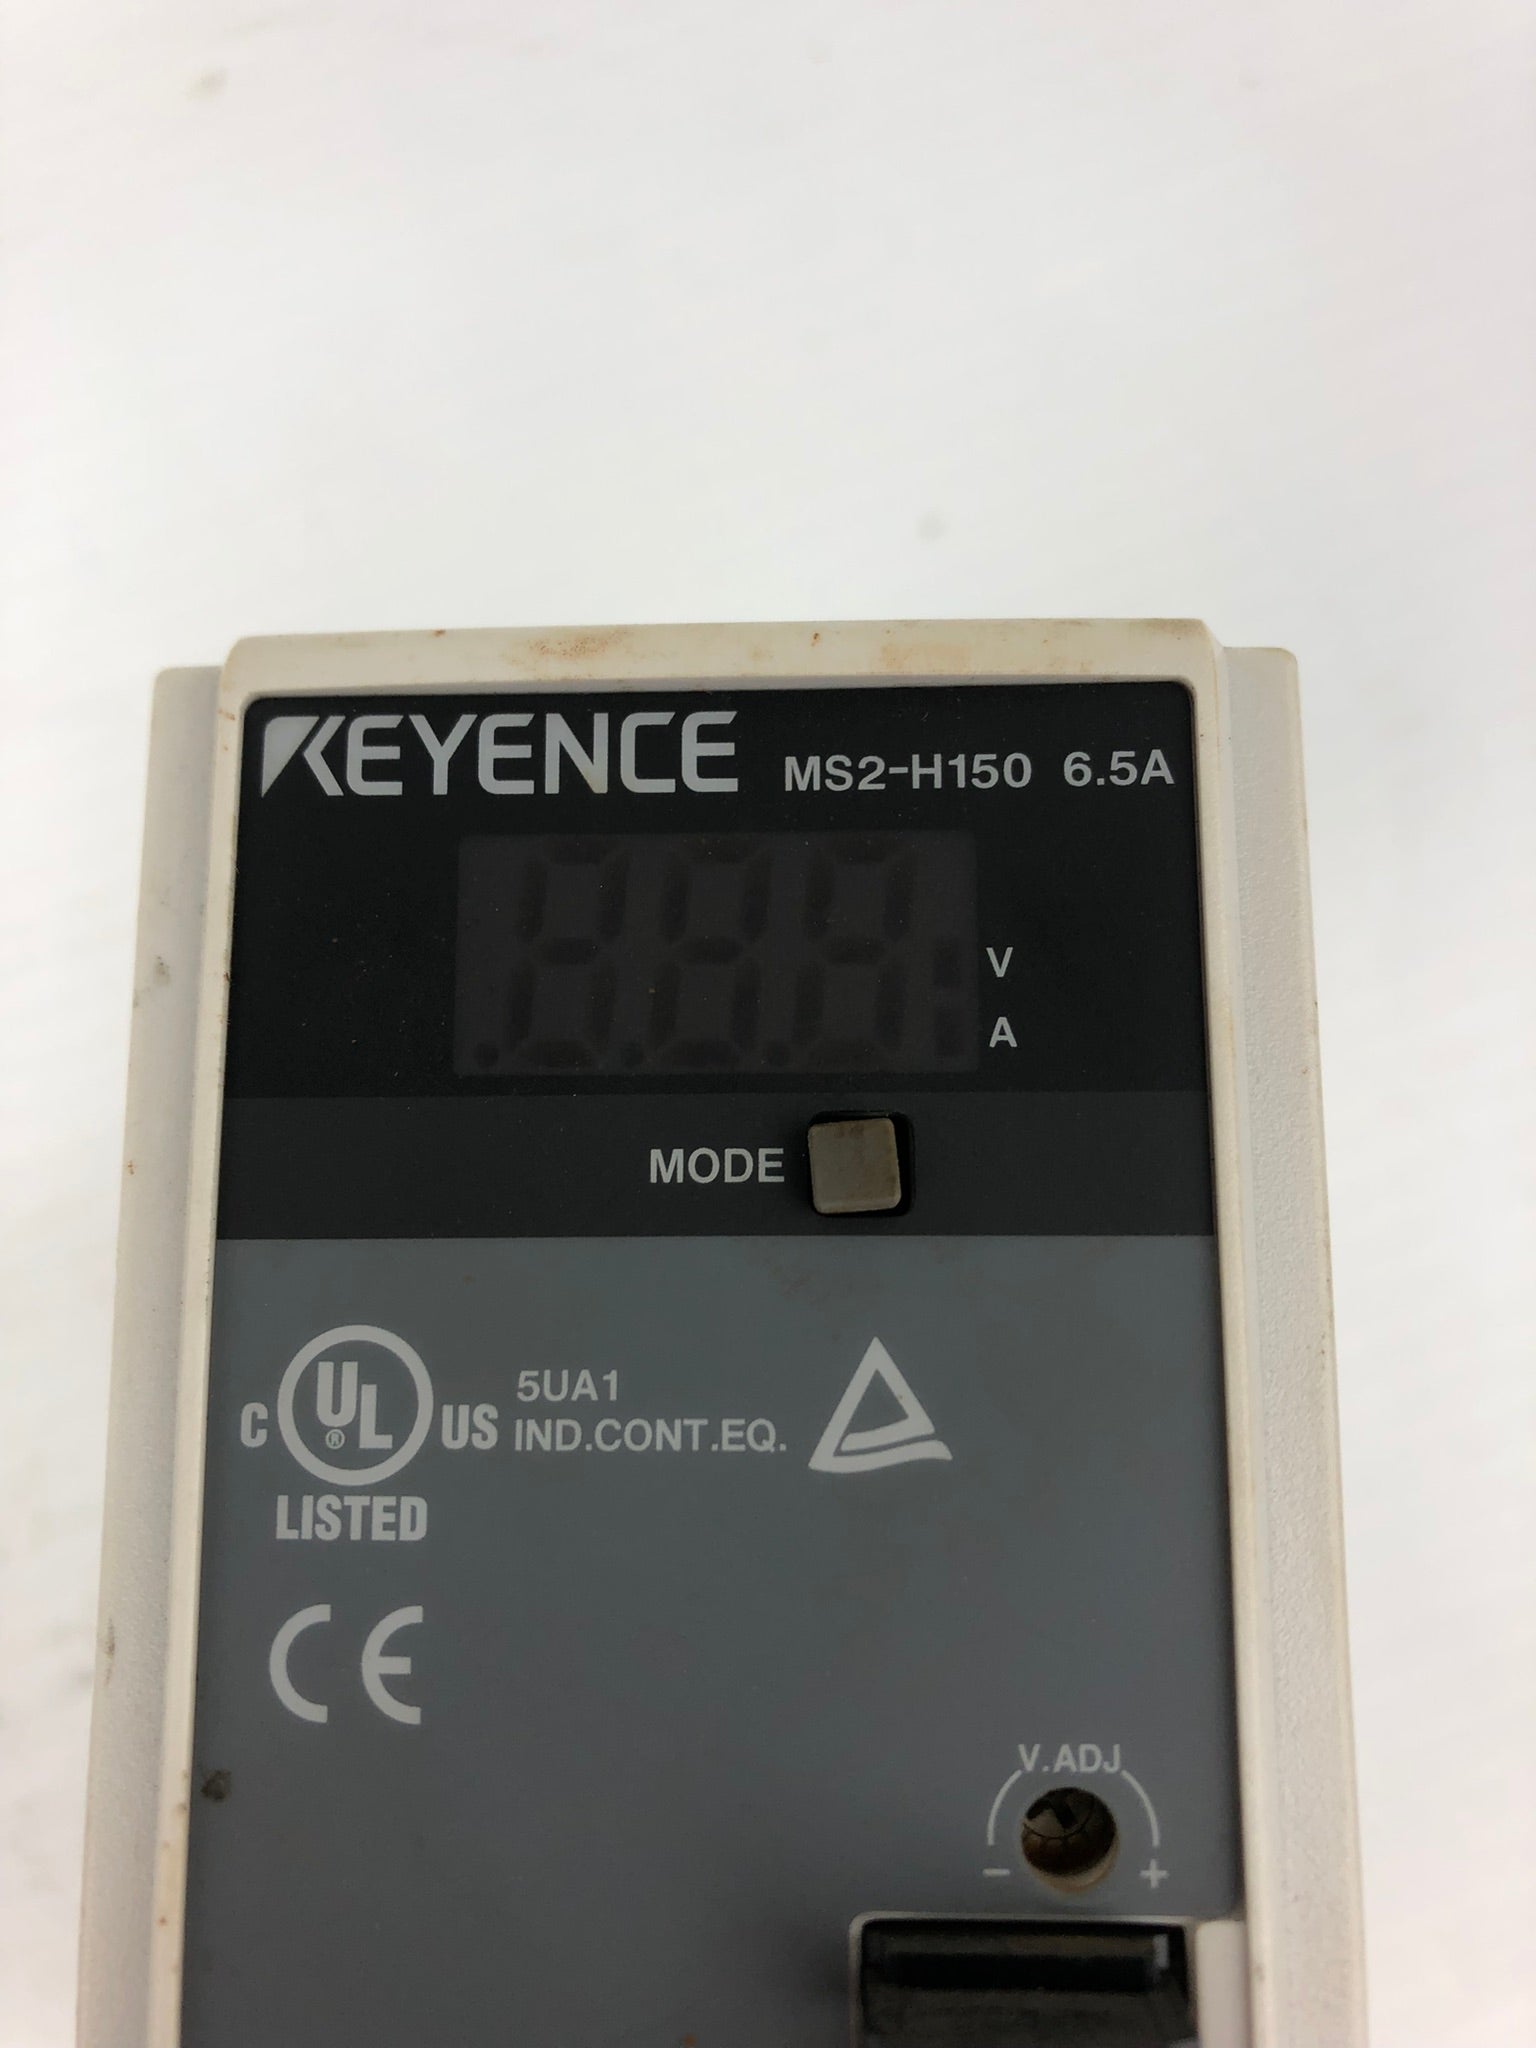 KEYENCE MS2-H150 6.5A
V
A
MODE
C UL® US
5UA1
IND.CONT.EQ.
LISTED
CE
V.ADJ
- +